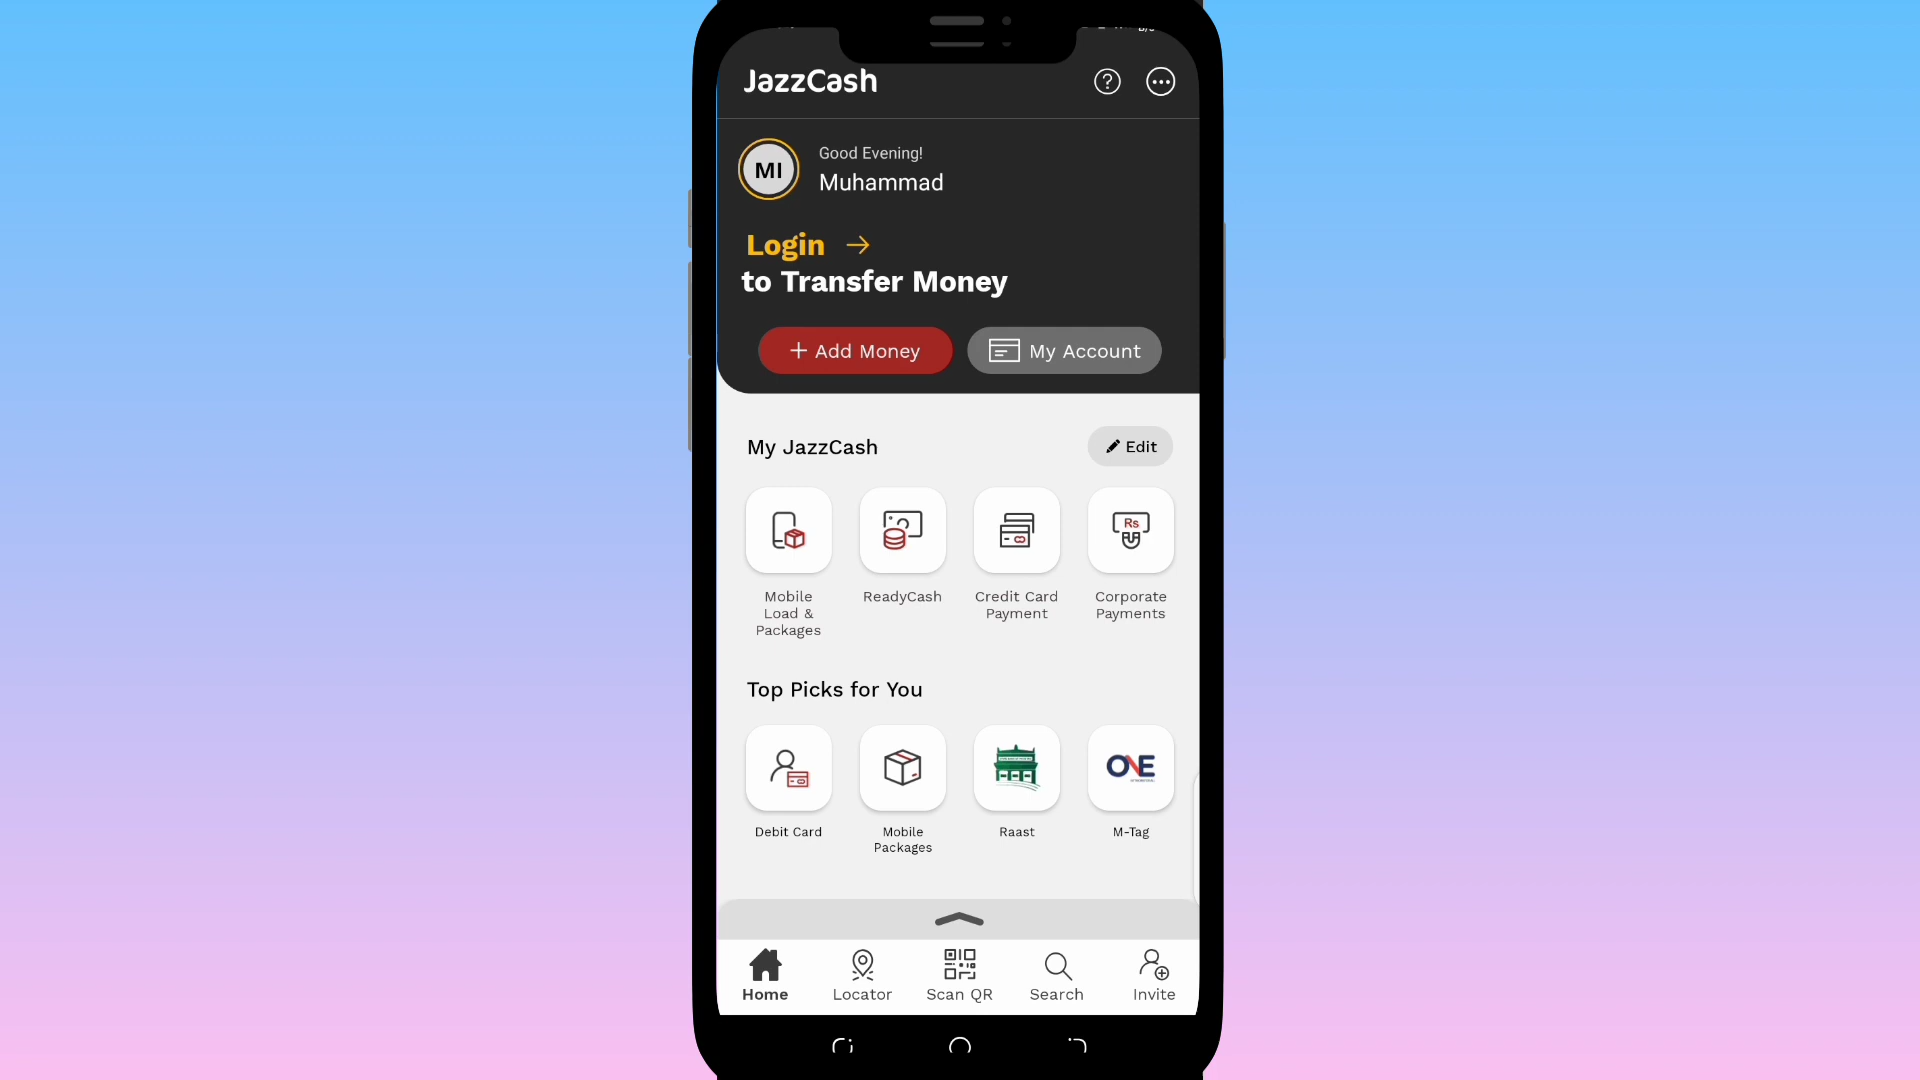 JazzCash
MI
Good Evening!
Muhammad
Login →
to Transfer Money
+ Add Money
My Account
My JazzCash
Edit
Rs
Mobile
Load &
Packages
ReadyCash
Credit Card
Payment
Corporate
Payments
Top Picks for You
ONE
Debit Card
Mobile
Packages
Raast
M-Tag
Home
Locator
Scan QR
Search
Invite